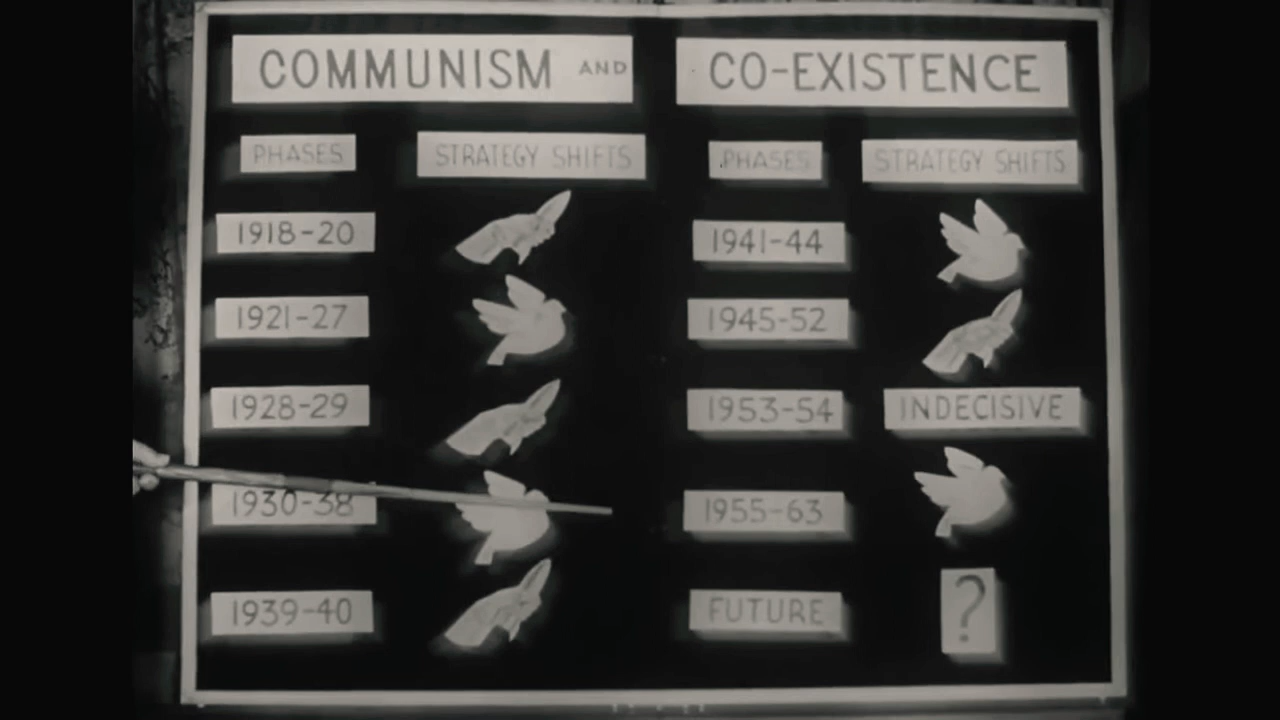 COMMUNISM AND CO-EXISTENCE
PHASES STRATEGY SHIFTS
1918-20
1921-27
1928-29
1930-38
1939-40
PHASES STRATEGY SHIFTS
1941-44
1945-52
1953-54 INDECISIVE
1955-63
FUTURE ?